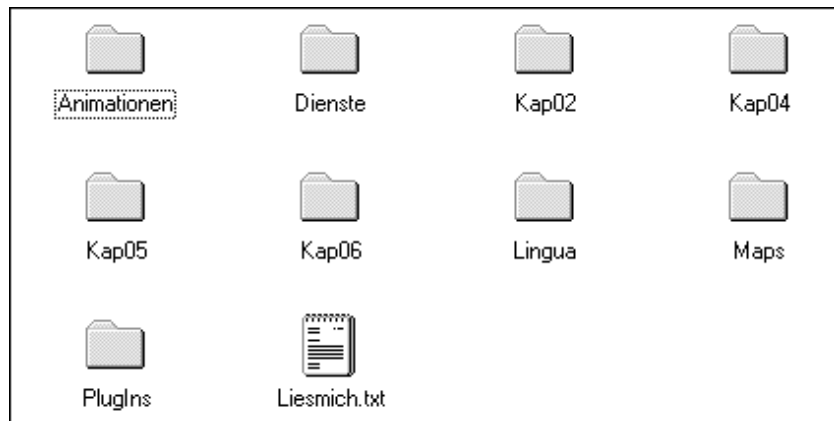 Animationen Dienste Kap02 Kap04
Kap05 Kap06 Lingua Maps
PlugIns Liesmich.txt